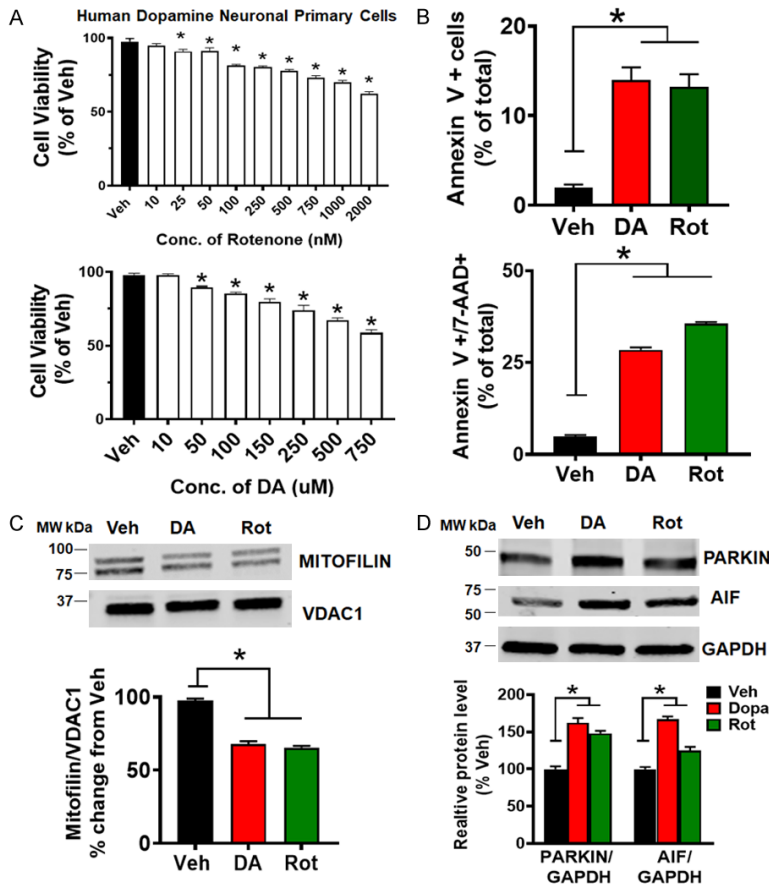 A
Human Dopamine Neuronal Primary Cells
Cell Viability
(% of Veh)
100
75
50
0
* * * * * * * *
Veh 10 25 50 100 250 500 750 1000 2000
Conc. of Rotenone (nM)
Cell Viability
(% of Veh)
100
50
0
* * * * * *
Veh 10 50 100 150 250 500 750
Conc. of DA (uM)
B
Annexin V + cells
(% of total)
20
10
0
*
Veh DA Rot
Annexin V +/7-AAD+
(% of total)
50
25
0
*
Veh DA Rot
C
MW kDa Veh DA Rot
100
75
MITOFILIN
37
VDAC1
Mitofilin/VDAC1
% change from Veh
100
50
0
*
Veh DA Rot
D
MW kDa Veh DA Rot
50
PARKIN
75
50
AIF
37
GAPDH
Realtive protein level
(% Veh)
200
150
100
50
0
* *
Veh
Dopa
Rot
PARKIN/
GAPDH
AIF/
GAPDH